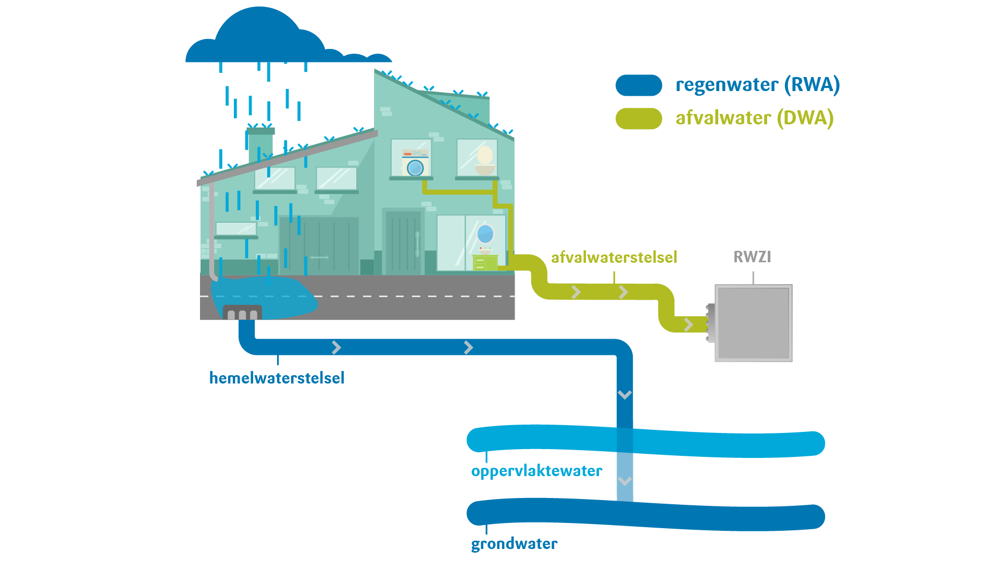 regenwater (RWA)
afvalwater (DWA)
afvalwaterstelsel
RWZI
hemelwaterstelsel
oppervlaktewater
grondwater